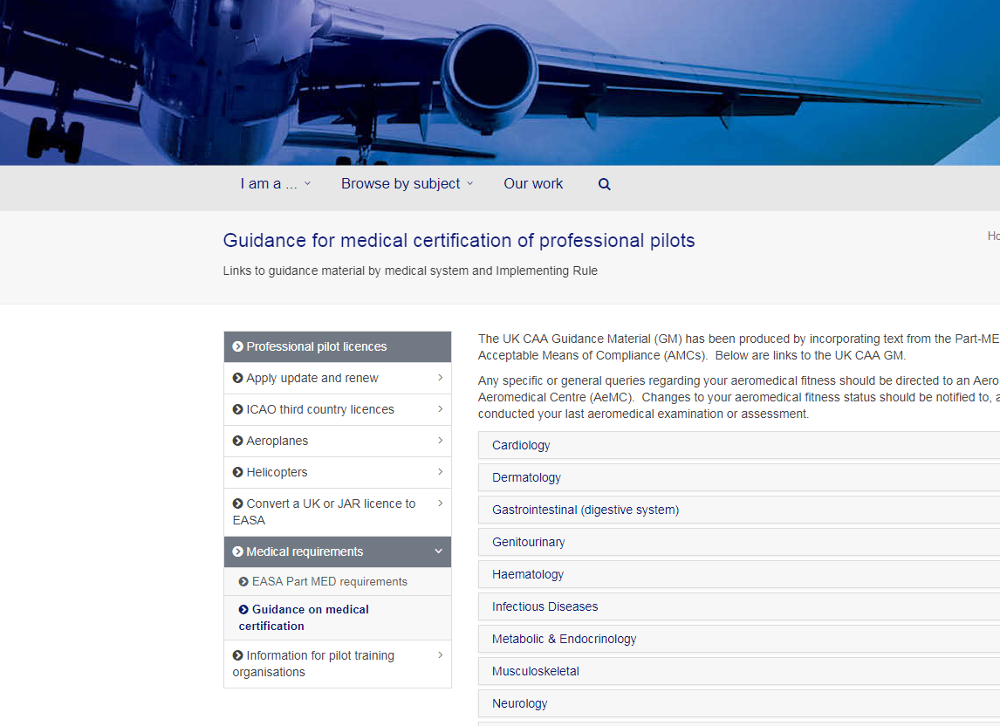 I am a ...
Browse by subject
Our work
Guidance for medical certification of professional pilots
Links to guidance material by medical system and Implementing Rule
Professional pilot licences
Apply update and renew
ICAO third country licences
Aeroplanes
Helicopters
Convert a UK or JAR licence to
EASA
Medical requirements
EASA Part MED requirements
Guidance on medical
certification
Information for pilot training
organisations
The UK CAA Guidance Material (GM) has been produced by incorporating text from the Part-ME
Acceptable Means of Compliance (AMCs).  Below are links to the UK CAA GM.
Any specific or general queries regarding your aeromedical fitness should be directed to an Aero
Aeromedical Centre (AeMC).  Changes to your aeromedical fitness status should be notified to, a
conducted your last aeromedical examination or assessment.
Cardiology
Dermatology
Gastrointestinal (digestive system)
Genitourinary
Haematology
Infectious Diseases
Metabolic & Endocrinology
Musculoskeletal
Neurology